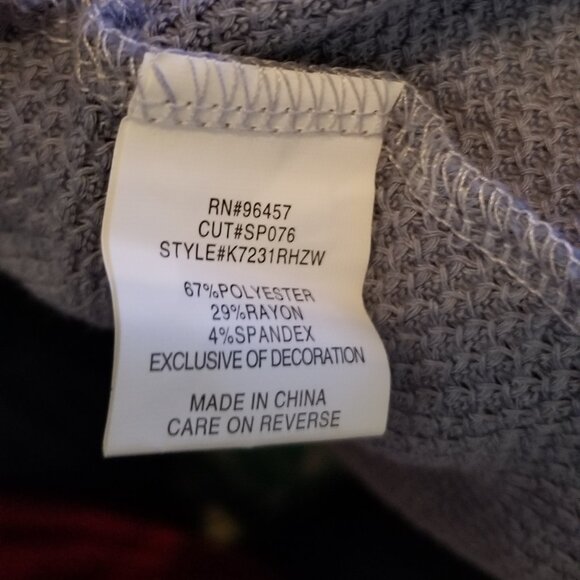 RN#96457
CUT#SP076
STYLE#K7231RHZW
67%POLYESTER
29%RAYON
4%SPANDEX
EXCLUSIVE OF DECORATION
MADE IN CHINA
CARE ON REVERSE